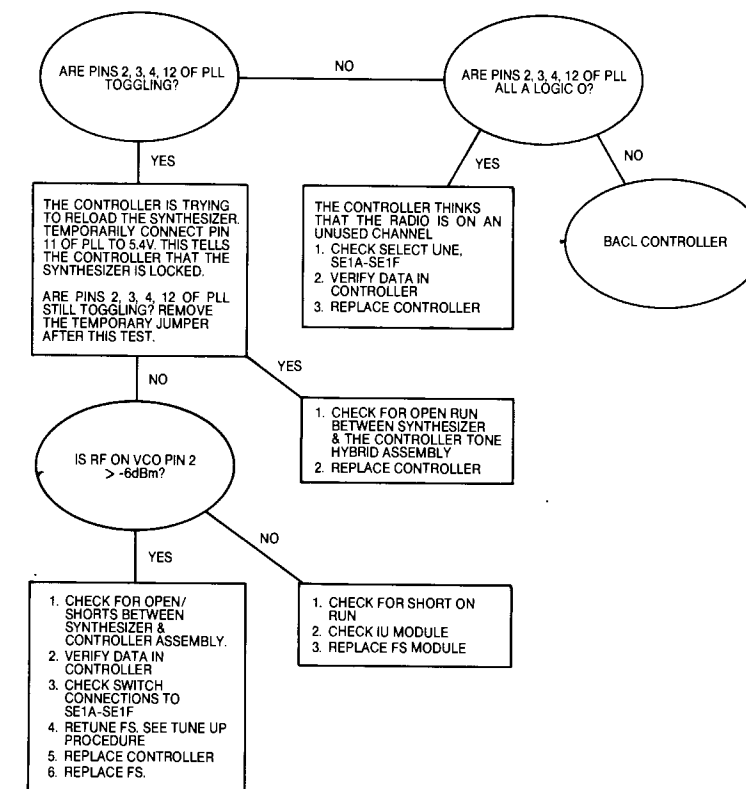 ARE PINS 2, 3, 4, 12 OF PLL
TOGGLING?
NO
ARE PINS 2, 3, 4, 12 OF PLL
ALL A LOGIC O?
YES
YES
NO
THE CONTROLLER IS TRYING
TO RELOAD THE SYNTHESIZER.
TEMPORARILY CONNECT PIN
11 OF PLL TO 5.4V. THIS TELLS
THE CONTROLLER THAT THE
SYNTHESIZER IS LOCKED.
ARE PINS 2, 3, 4, 12 OF PLL
STILL TOGGLING? REMOVE
THE TEMPORARY JUMPER
AFTER THIS TEST.
THE CONTROLLER THINKS
THAT THE RADIO IS ON AN
UNUSED CHANNEL
1. CHECK SELECT UNE,
SE1A-SE1F
2. VERIFY DATA IN
CONTROLLER
3. REPLACE CONTROLLER
BACL CONTROLLER
NO
YES
1. CHECK FOR OPEN RUN
BETWEEN SYNTHESIZER
& THE CONTROLLER TONE
HYBRID ASSEMBLY
2. REPLACE CONTROLLER
IS RF ON VCO PIN 2
> -6dBm?
YES
NO
1. CHECK FOR OPEN/
SHORTS BETWEEN
SYNTHESIZER &
CONTROLLER ASSEMBLY.
2. VERIFY DATA IN
CONTROLLER
3. CHECK SWITCH
CONNECTIONS TO
SE1A-SE1F
4. RETUNE FS. SEE TUNE UP
PROCEDURE
5. REPLACE CONTROLLER
6. REPLACE FS.
1. CHECK FOR SHORT ON
RUN
2. CHECK IU MODULE
3. REPLACE FS MODULE